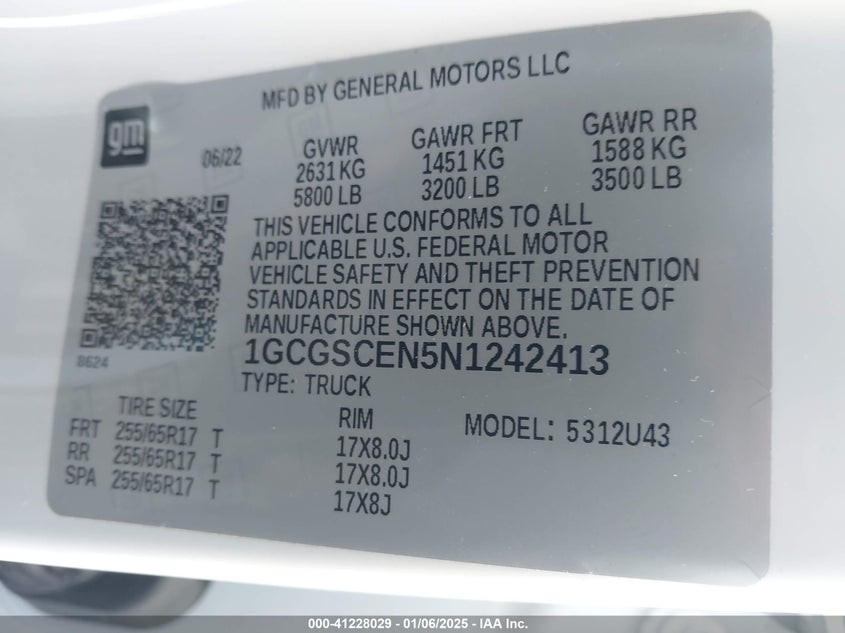 MFD BY GENERAL MOTORS LLC
gm
06/22
GVWR
2631 KG
5800 LB
GAWR FRT
1451 KG
3200 LB
GAWR RR
1588 KG
3500 LB
THIS VEHICLE CONFORMS TO ALL
APPLICABLE U.S. FEDERAL MOTOR
VEHICLE SAFETY AND THEFT PREVENTION
STANDARDS IN EFFECT ON THE DATE OF
MANUFACTURE SHOWN ABOVE.
8624
1GCGSCEN5N1242413
TYPE: TRUCK
TIRE SIZE
RIM
MODEL: 5312U43
FRT 255/65R17 T 17X8.0J
RR 255/65R17 T 17X8.0J
SPA 255/65R17 T 17X8J
000-41228029 - 01/06/2025 - IAA Inc.